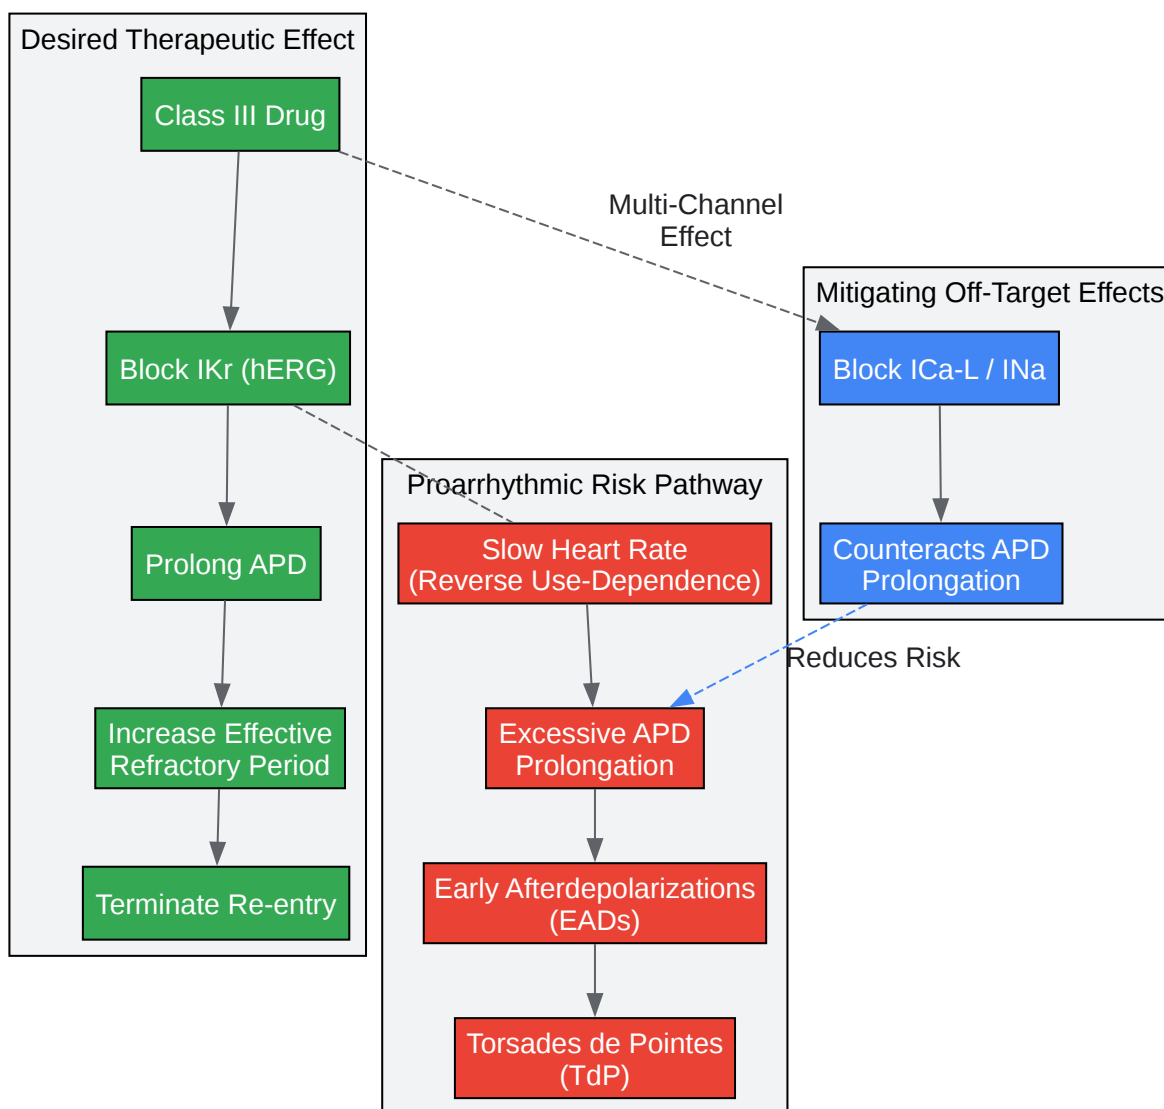 Desired Therapeutic Effect
Class III Drug
Block IKr (hERG)
Prolong APD
Increase Effective
Refractory Period
Terminate Re-entry
Multi-Channel
Effect
Mitigating Off-Target Effects
Block ICa-L / INa
Counteracts APD
Prolongation
Reduces Risk
Proarrhythmic Risk Pathway
Slow Heart Rate
(Reverse Use-Dependence)
Excessive APD
Prolongation
Early Afterdepolarizations
(EADs)
Torsades de Pointes
(TdP)